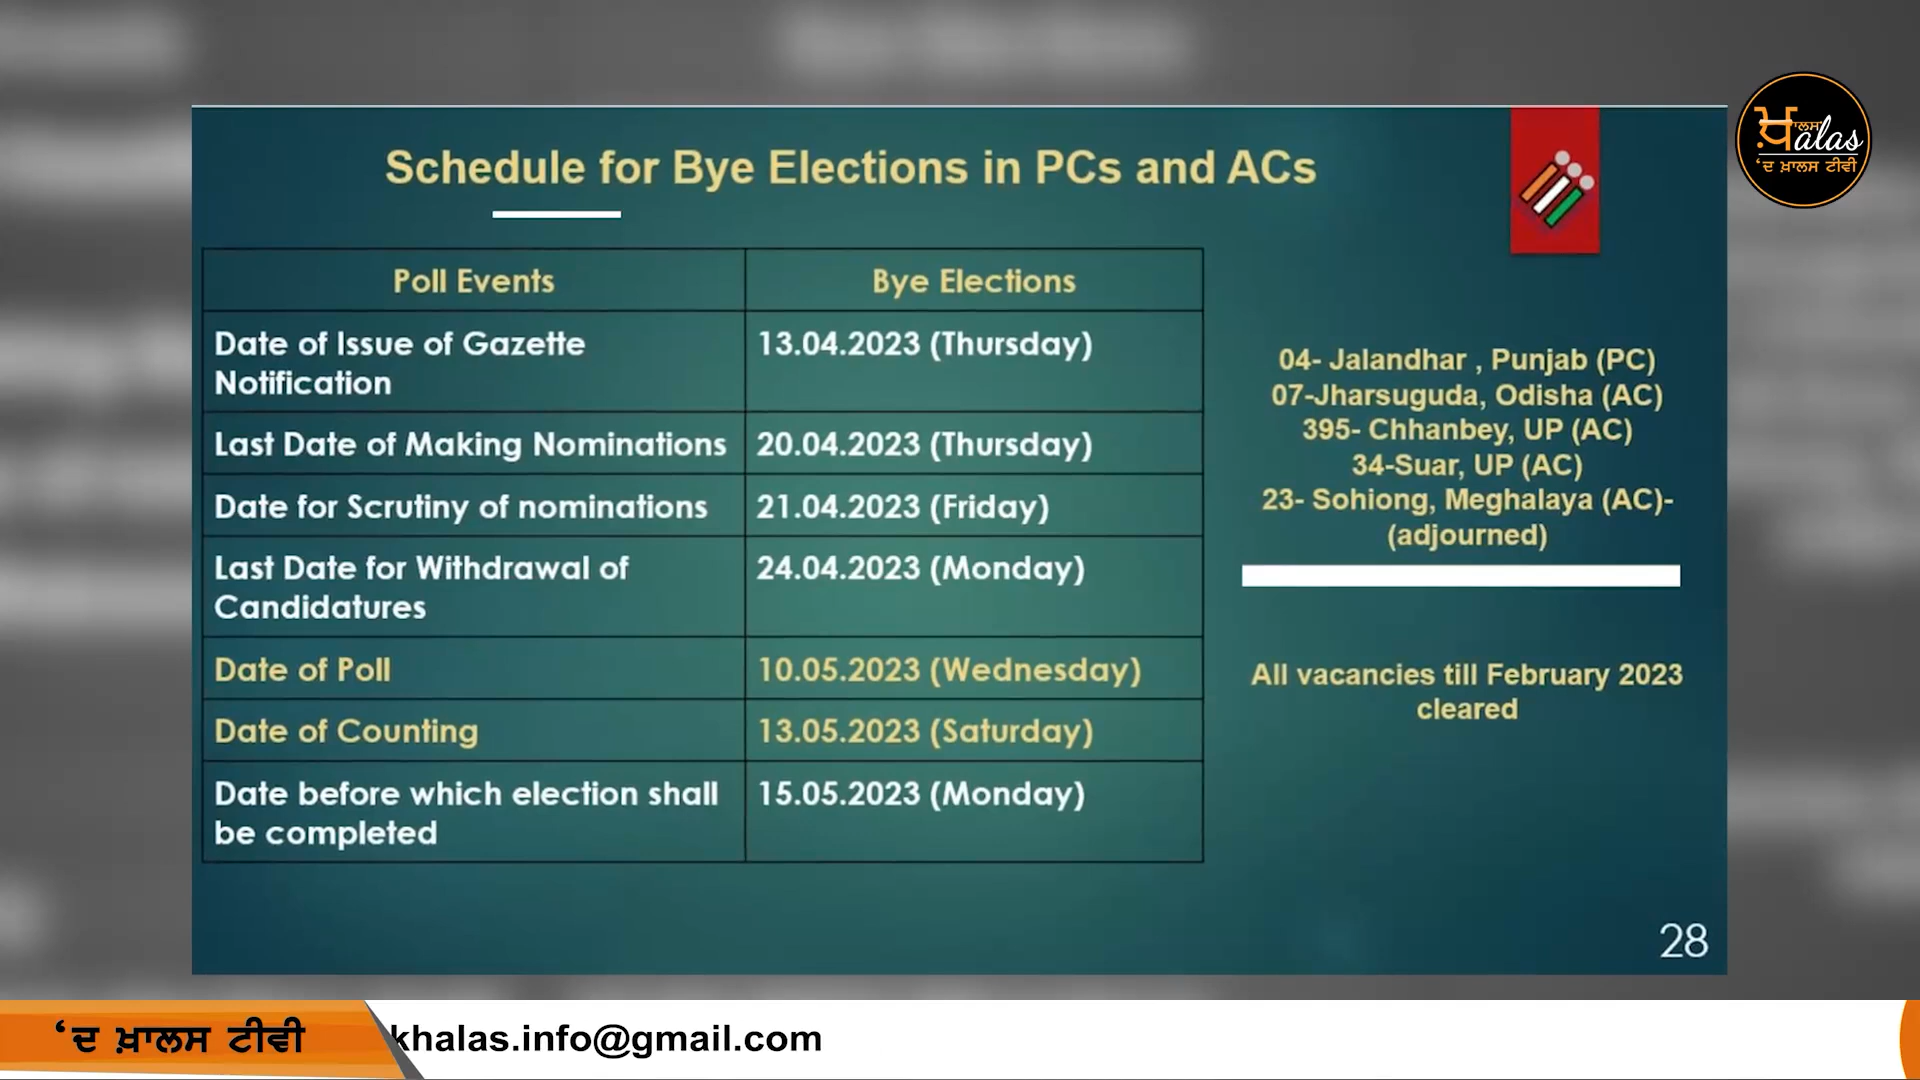 Schedule for Bye Elections in PCs and ACs
ਖ਼ਾਲਸ
alas
‘ਦ ਖ਼ਾਲਸ ਟੀਵੀ
Poll Events
Bye Elections
Date of Issue of Gazette
Notification
13.04.2023 (Thursday)
Last Date of Making Nominations
20.04.2023 (Thursday)
Date for Scrutiny of nominations
21.04.2023 (Friday)
Last Date for Withdrawal of
Candidatures
24.04.2023 (Monday)
Date of Poll
10.05.2023 (Wednesday)
Date of Counting
13.05.2023 (Saturday)
Date before which election shall
be completed
15.05.2023 (Monday)
04- Jalandhar , Punjab (PC)
07-Jharsuguda, Odisha (AC)
395- Chhanbey, UP (AC)
34-Suar, UP (AC)
23- Sohiong, Meghalaya (AC)-
(adjourned)
All vacancies till February 2023
cleared
28
‘ਦ ਖ਼ਾਲਸ ਟੀਵੀ
khalas.info@gmail.com